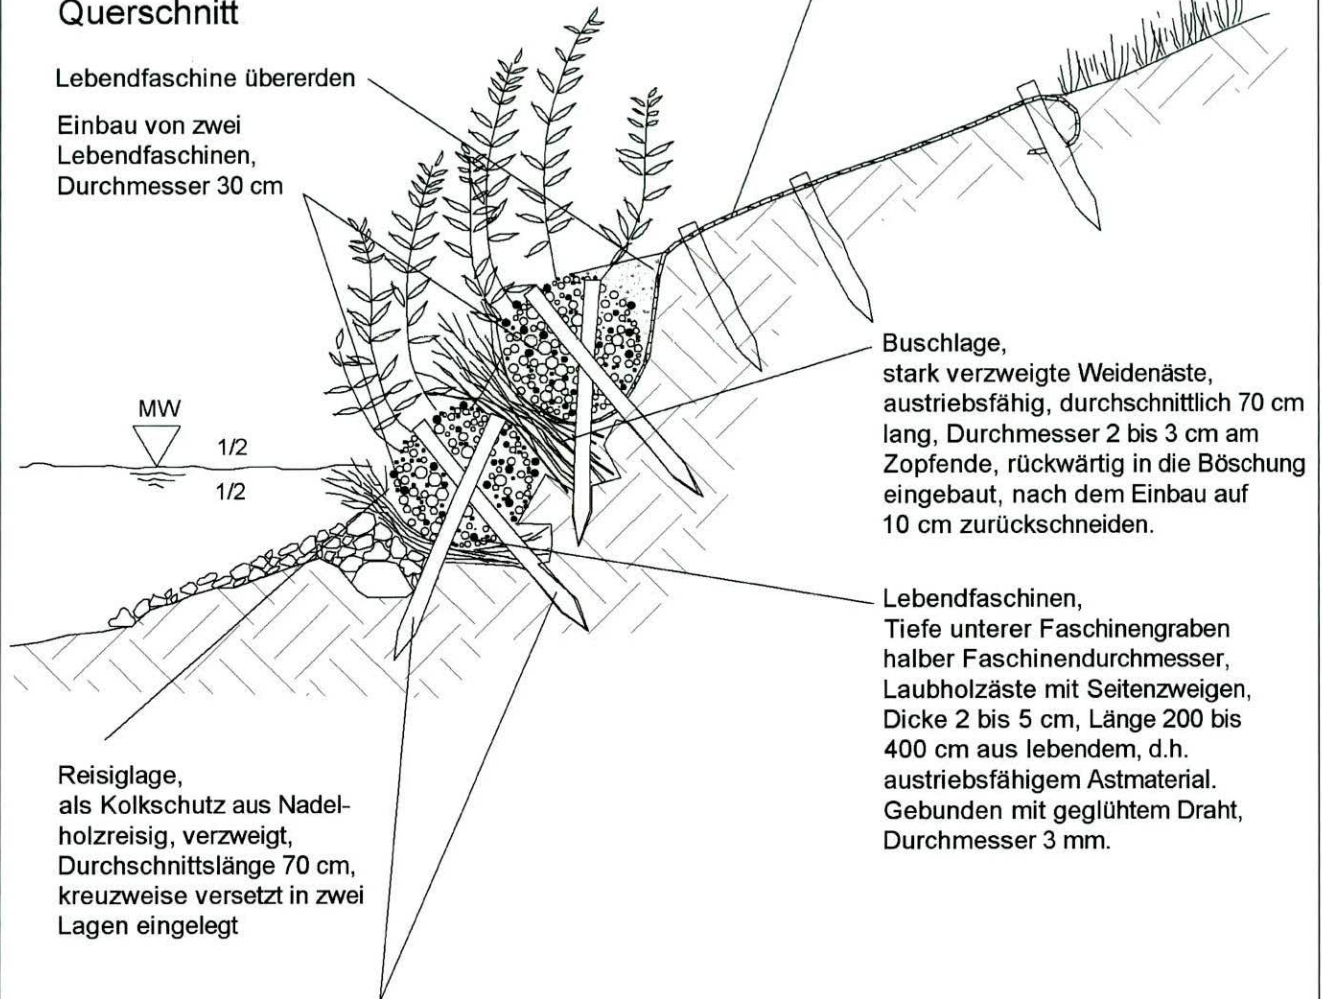 Querschnitt
Lebendfaschine übererden
Einbau von zwei
Lebendfaschinen,
Durchmesser 30 cm
MW
1/2
1/2
Buschlage,
stark verzweigte Weidenäste,
austriebsfähig, durchschnittlich 70 cm
lang, Durchmesser 2 bis 3 cm am
Zopfende, rückwärtig in die Böschung
eingebaut, nach dem Einbau auf
10 cm zurückschneiden.
Lebendfaschinen,
Tiefe unterer Faschinengraben
halber Faschinendurchmesser,
Laubholzäste mit Seitenzweigen,
Dicke 2 bis 5 cm, Länge 200 bis
400 cm aus lebendem, d.h.
austriebsfähigem Astmaterial.
Gebunden mit geglühtem Draht,
Durchmesser 3 mm.
Reisiglage,
als Kolkschutz aus Nadel-
holzreisig, verzweigt,
Durchschnittslänge 70 cm,
kreuzweise versetzt in zwei
Lagen eingelegt